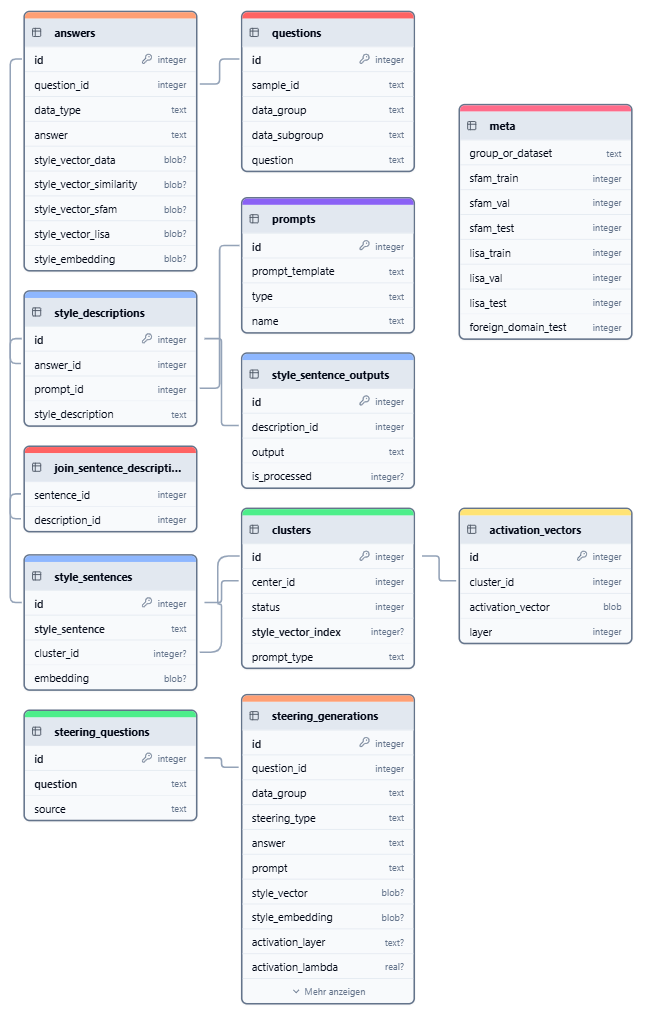 answers
id integer
question_id integer
data_type text
answer text
style_vector_data blob?
style_vector_similarity blob?
style_vector_sfam blob?
style_vector_lisa blob?
style_embedding blob?
questions
id integer
sample_id text
data_group text
data_subgroup text
question text
meta
group_or_dataset text
sfam_train integer
sfam_val integer
sfam_test integer
lisa_train integer
lisa_val integer
lisa_test integer
foreign_domain_test integer
prompts
id integer
prompt_template text
type text
name text
style_descriptions
id integer
answer_id integer
prompt_id integer
style_description text
style_sentence_outputs
id integer
description_id integer
output text
is_processed integer?
join_sentence_descripti...
sentence_id integer
description_id integer
clusters
id integer
center_id integer
status integer
style_vector_index integer?
prompt_type text
activation_vectors
id integer
cluster_id integer
activation_vector blob
layer integer
style_sentences
id integer
style_sentence text
cluster_id integer?
embedding blob?
steering_questions
id integer
question text
source text
steering_generations
id integer
question_id integer
data_group text
steering_type text
answer text
prompt text
style_vector blob?
style_embedding blob?
activation_layer text?
activation_lambda real?
Mehr anzeigen